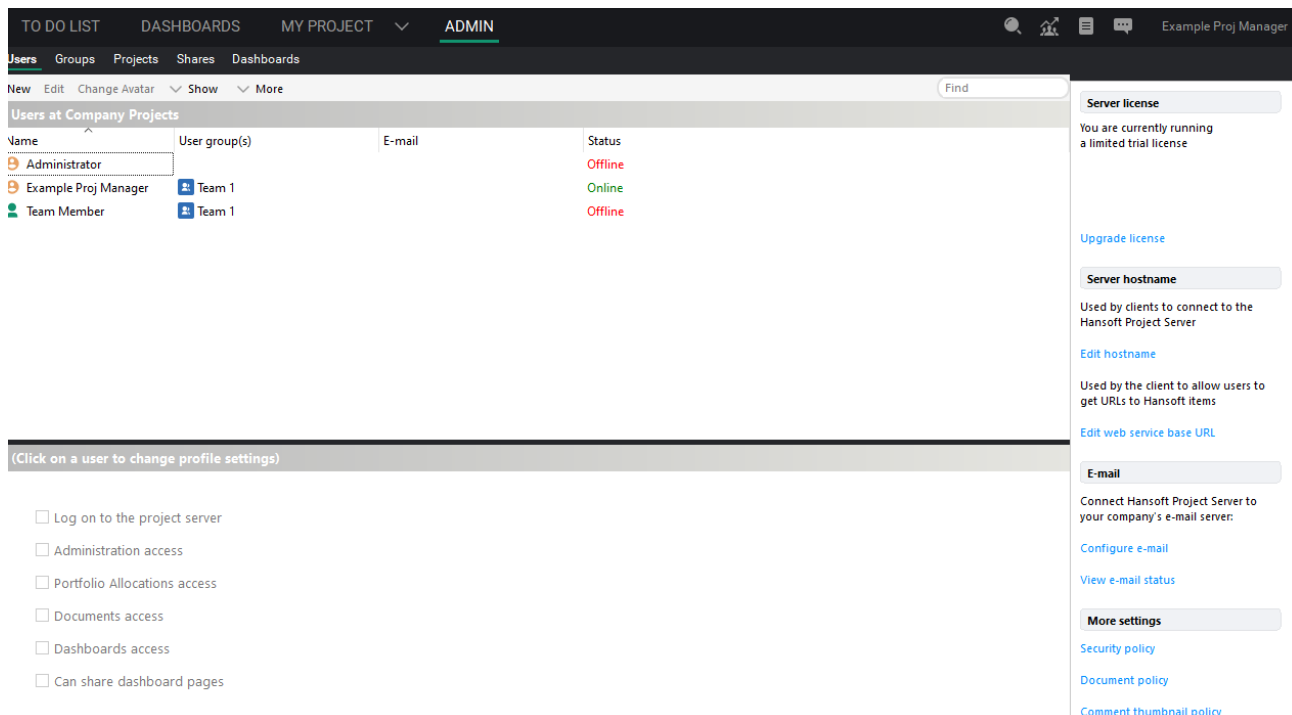 TO DO LIST DASHBOARDS MY PROJECT ADMIN Example Proj Manager
Users Groups Projects Shares Dashboards
New Edit Change Avatar Show More Find
Users at Company Projects
Name User group(s) E-mail Status
Administrator Offline
Example Proj Manager Team 1 Online
Team Member Team 1 Offline
(Click on a user to change profile settings)
Log on to the project server
Administration access
Portfolio Allocations access
Documents access
Dashboards access
Can share dashboard pages
Server license
You are currently running
a limited trial license
Upgrade license
Server hostname
Used by clients to connect to the
Hansoft Project Server
Edit hostname
Used by the client to allow users to
get URLs to Hansoft items
Edit web service base URL
E-mail
Connect Hansoft Project Server to
your company's e-mail server:
Configure e-mail
View e-mail status
More settings
Security policy
Document policy
Comment thumbnail policy